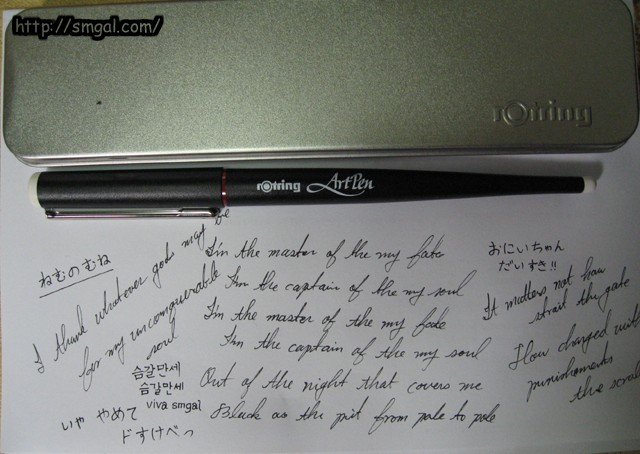 http://smgal.com/
rotring
rotring ArtPen
ねむのむね
I thank whatever gods may be
for my unconquerable
soul
I'm the master of the my fate
I'm the captain of the my soul
I'm the master of the my fate
I'm the captain of the my soul
Out of the night that covers me
Black as the pit from pole to pole
おにいちゃん
だいすき!!
It matters not how
strait the gate
How charged with
punishments
the scrol
슴갈만세
슴갈만세
viva smgal
いや やめて
ドすけべっ